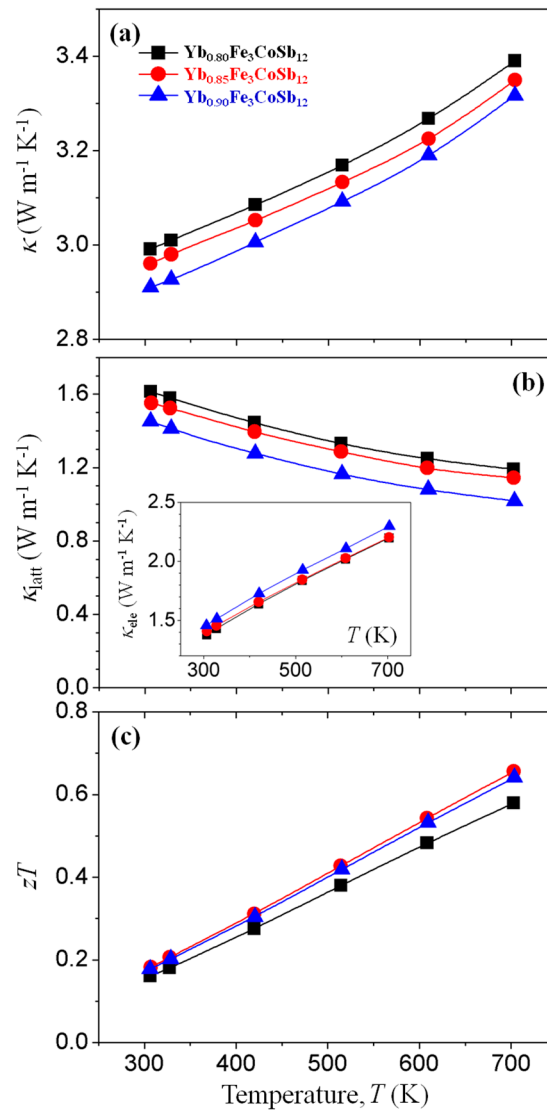 (a)
Yb0.80Fe3CoSb12
Yb0.85Fe3CoSb12
Yb0.90Fe3CoSb12
3.4
3.2
3.0
2.8
κ (W m-1 K-1)
(b)
1.6
1.2
0.8
0.4
0.0
κlatt (W m-1 K-1)
2.5
2.0
1.5
κele (W m-1 K-1)
T (K)
300 500 700
(c)
0.8
0.6
0.4
0.2
0.0
zT
300 400 500 600 700
Temperature, T (K)